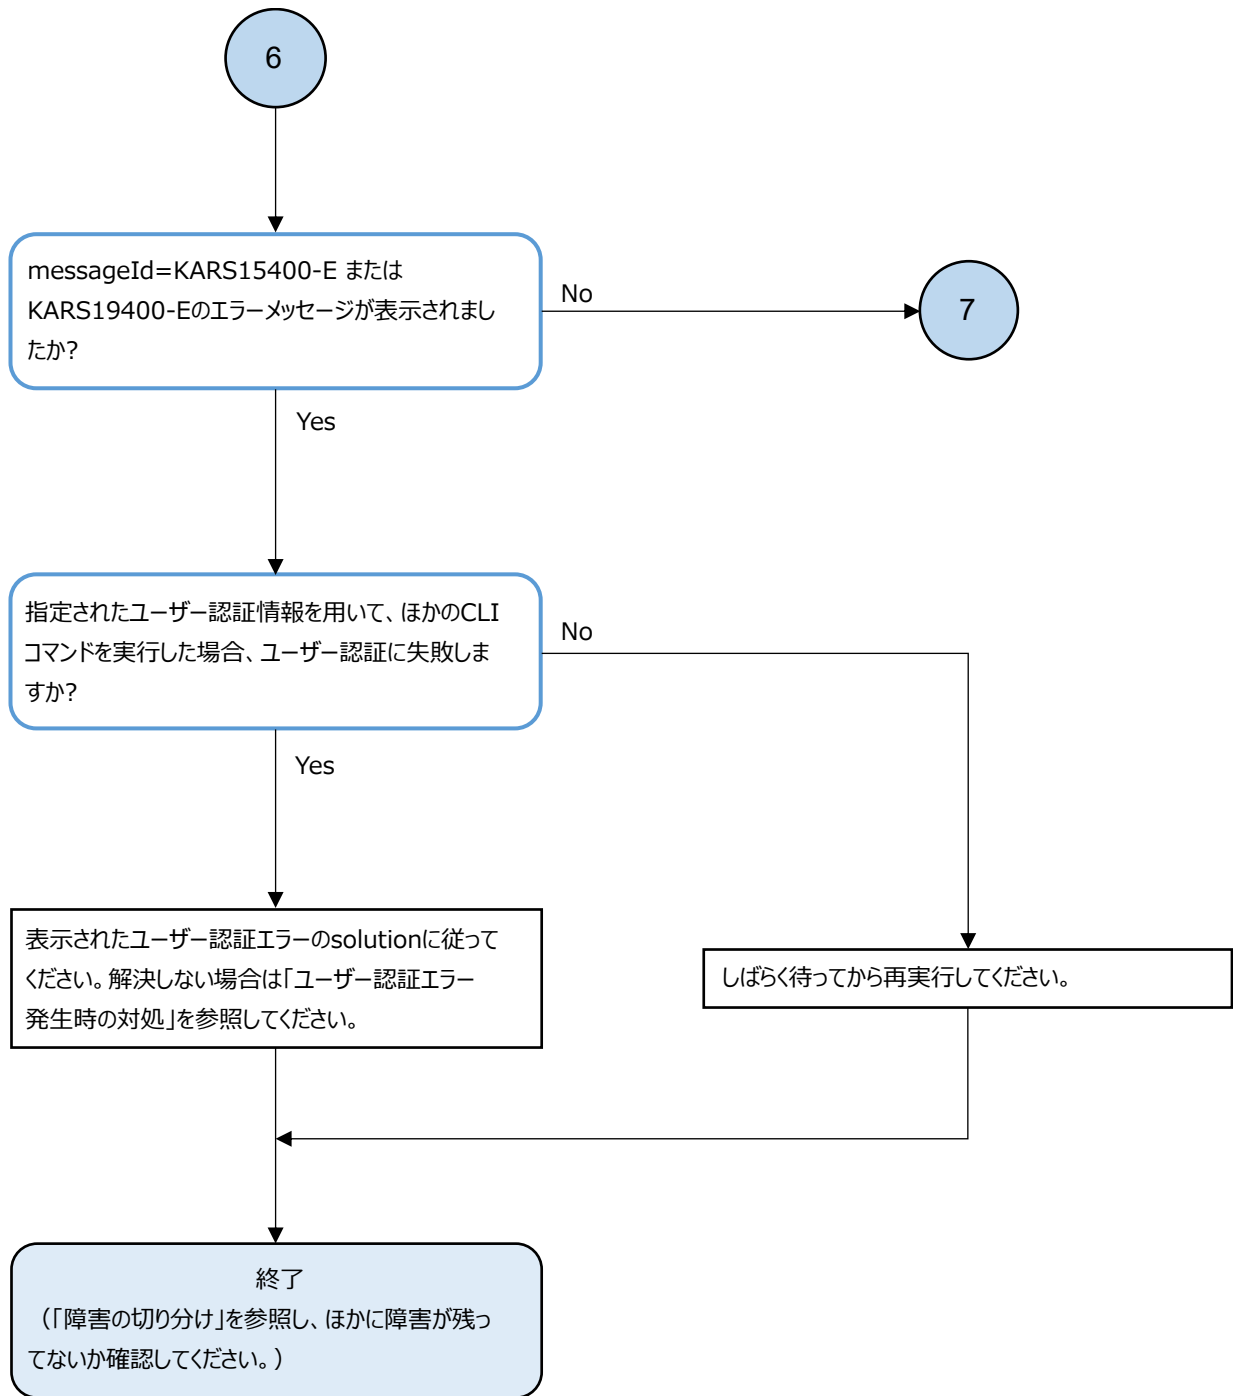 6
messageId=KARS15400-E または
KARS19400-Eのエラーメッセージが表示されまし
たか?
No
7
Yes
指定されたユーザー認証情報を用いて、ほかのCLI
コマンドを実行した場合、ユーザー認証に失敗しま
すか?
No
Yes
表示されたユーザー認証エラーのsolutionに従って
ください。解決しない場合は「ユーザー認証エラー
発生時の対処」を参照してください。
しばらく待ってから再実行してください。
終了
（「障害の切り分け」を参照し、ほかに障害が残っ
てないか確認してください。）